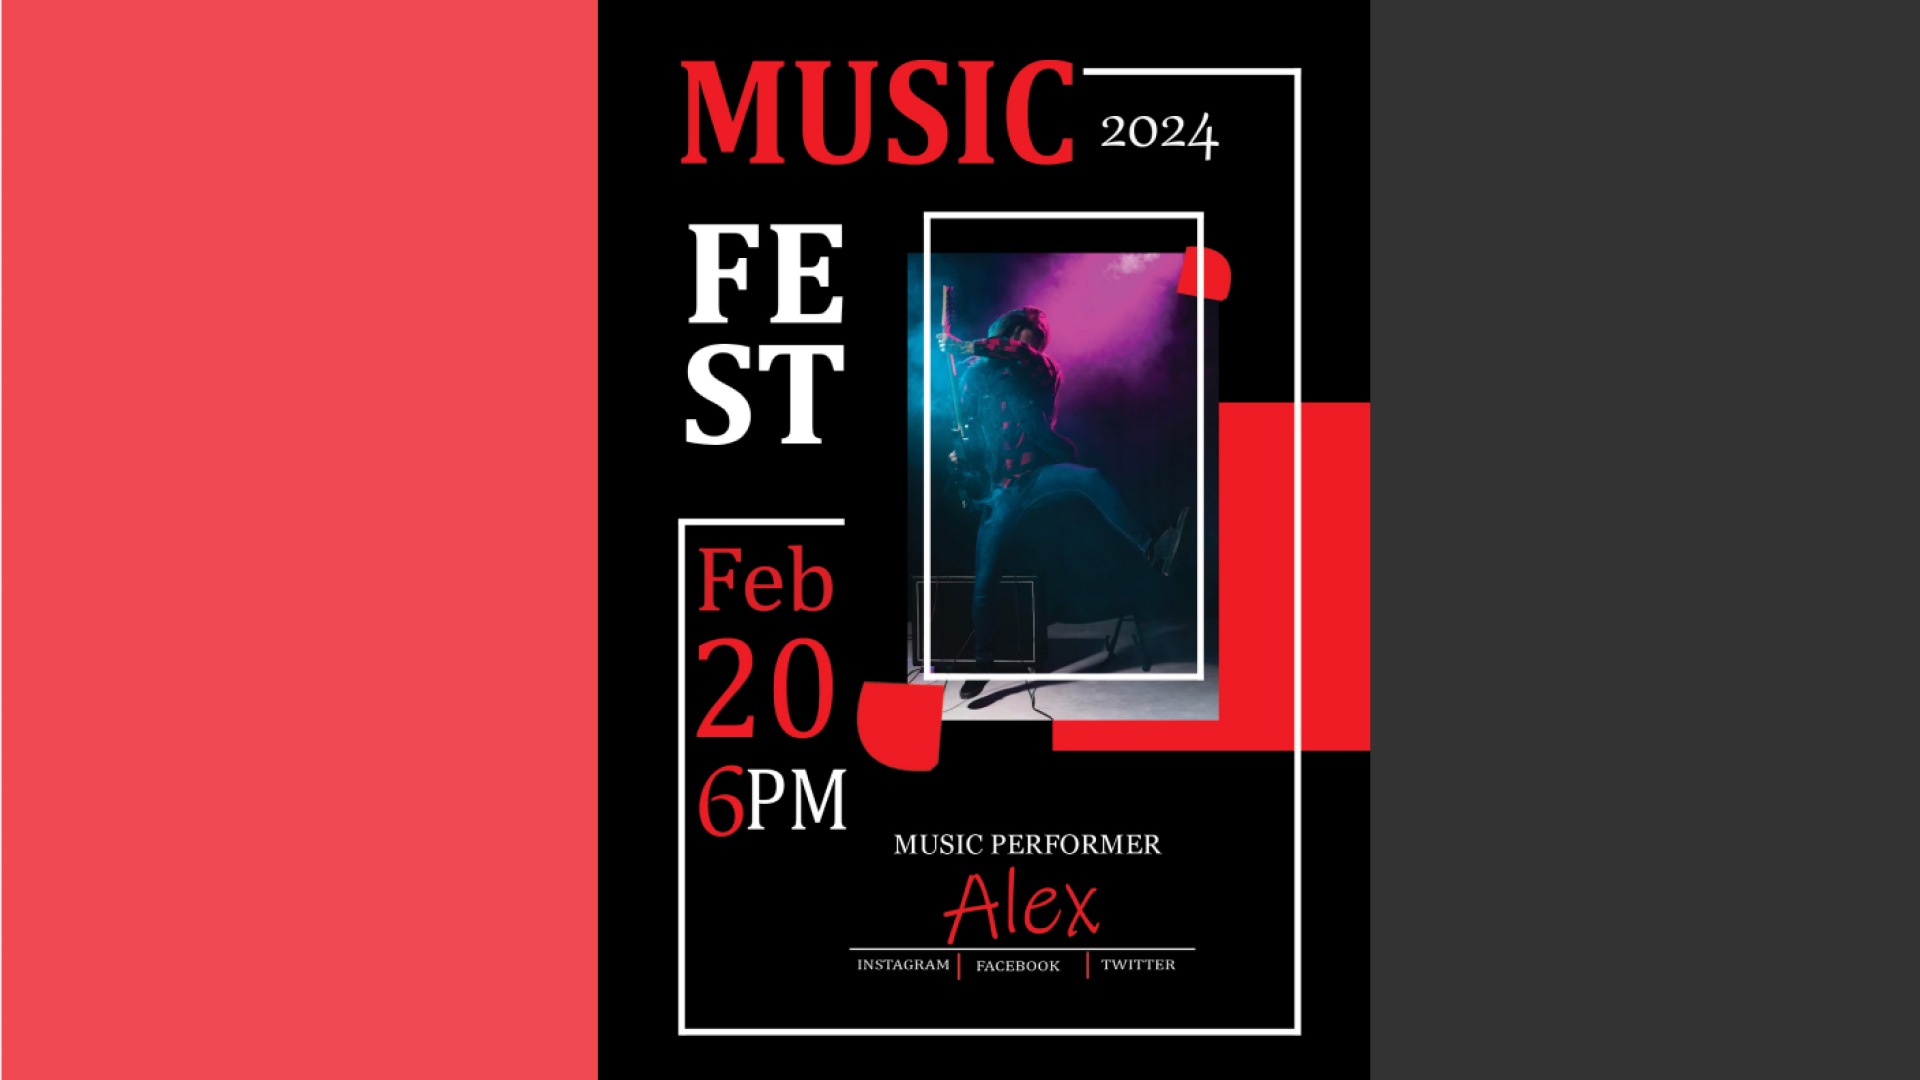 MUSIC
2024
FE
ST
Feb
20
6PM
MUSIC PERFORMER
Alex
INSTAGRAM FACEBOOK TWITTER